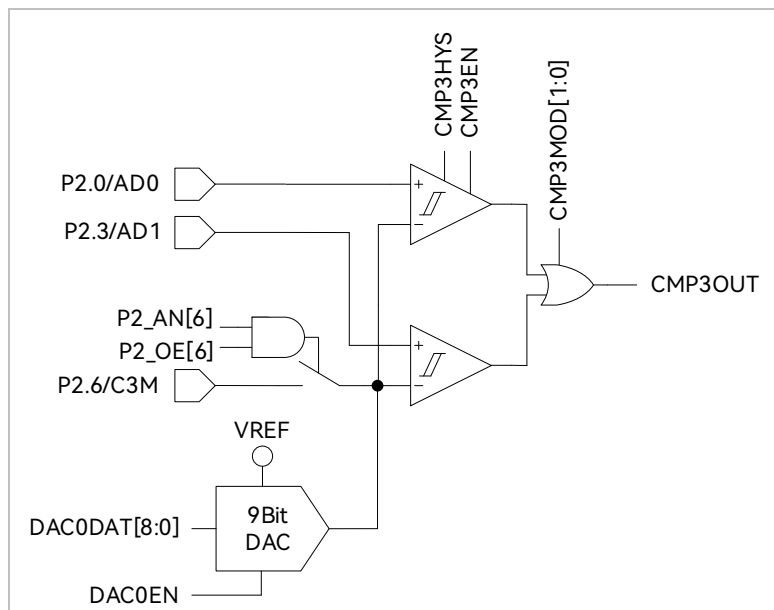 CMP3HYS
CMP3EN
CMP3MOD[1:0]
P2.0/AD0
+
-
P2.3/AD1
CMP3OUT
P2_AN[6]
P2_OE[6]
+
-
P2.6/C3M
VREF
9Bit
DAC
DAC0DAT[8:0]
DAC0EN